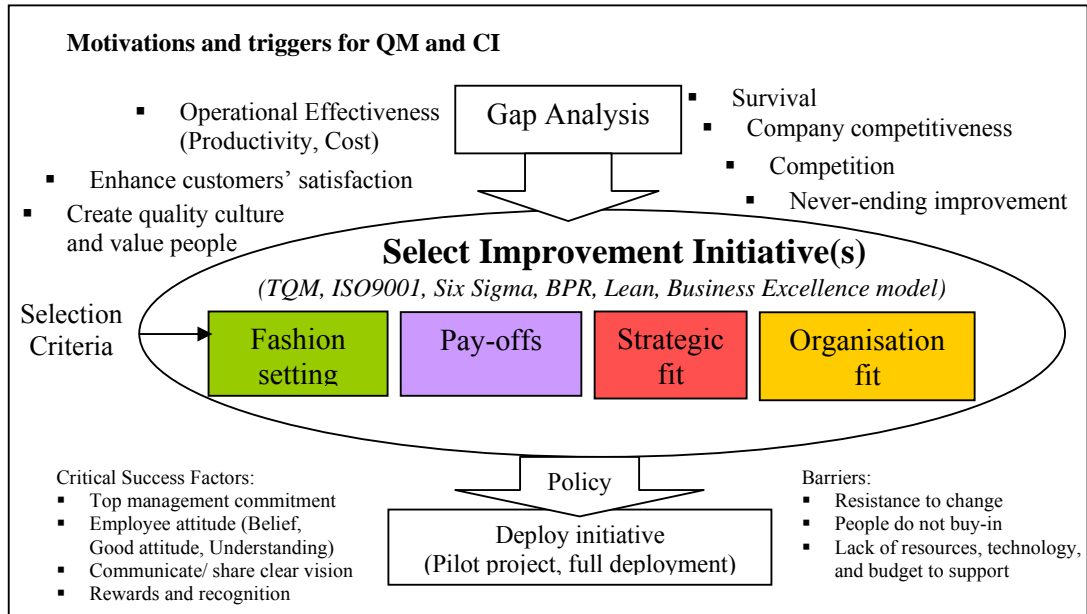 Motivations and triggers for QM and CI
▪ Operational Effectiveness
(Productivity, Cost)
▪ Enhance customers’ satisfaction
▪ Create quality culture
and value people
Gap Analysis
▪ Survival
▪ Company competitiveness
▪ Competition
▪ Never-ending improvement
Select Improvement Initiative(s)
(TQM, ISO9001, Six Sigma, BPR, Lean, Business Excellence model)
Selection
Criteria
Fashion
setting
Pay-offs
Strategic
fit
Organisation
fit
Policy
Deploy initiative
(Pilot project, full deployment)
Critical Success Factors:
▪ Top management commitment
▪ Employee attitude (Belief,
Good attitude, Understanding)
▪ Communicate/ share clear vision
▪ Rewards and recognition
Barriers:
▪ Resistance to change
▪ People do not buy-in
▪ Lack of resources, technology,
and budget to support